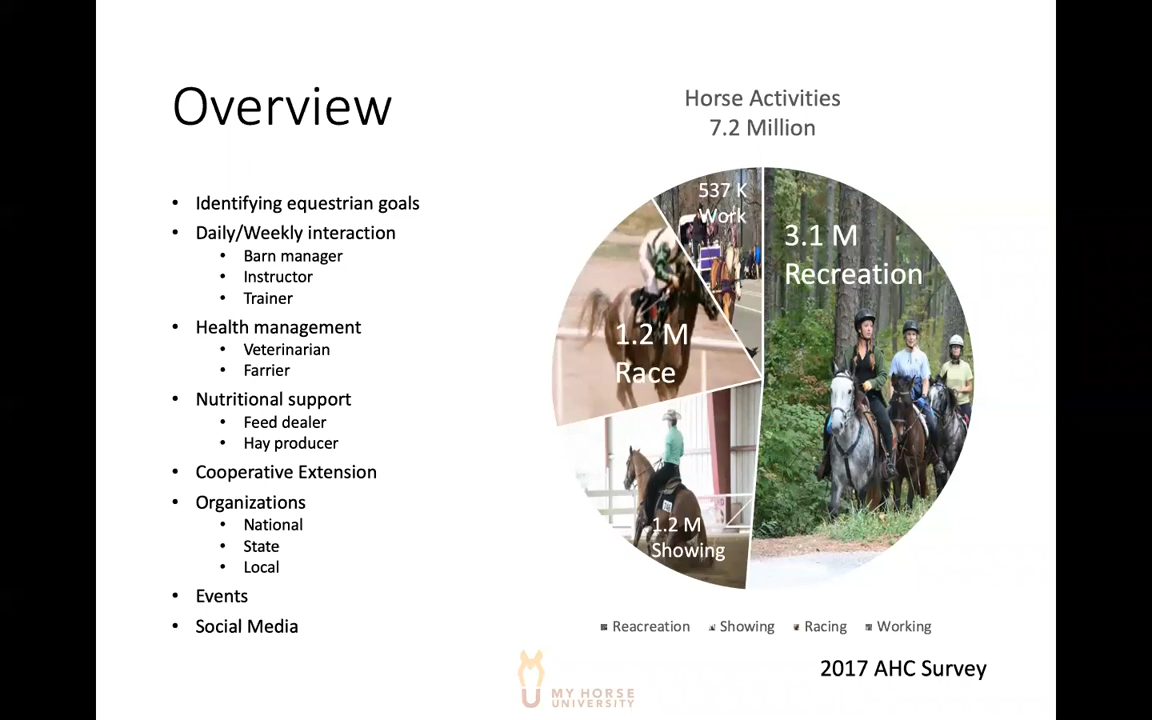 Overview
Identifying equestrian goals
Daily/Weekly interaction
Barn manager
Instructor
Trainer
Health management
Veterinarian
Farrier
Nutritional support
Feed dealer
Hay producer
Cooperative Extension
Organizations
National
State
Local
Events
Social Media
Horse Activities
7.2 Million
537 K
Work
3.1 M
Recreation
1.2 M
Race
1.2 M
Showing
Reacreation Showing Racing Working
2017 AHC Survey
MY HORSE
UNIVERSITY